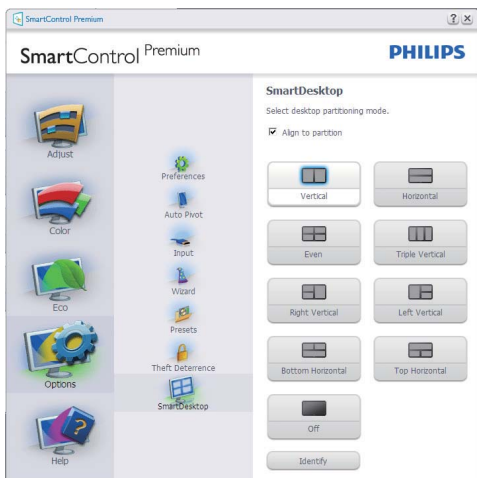 SmartControl Premium
SmartControl Premium
PHILIPS
Adjust
Color
Eco
Options
Help
Preferences
Auto Pivot
Input
Wizard
Presets
Theft Deterrence
SmartDesktop
SmartDesktop
Select desktop partitioning mode.
Align to partition
Vertical
Horizontal
Even
Triple Vertical
Right Vertical
Left Vertical
Bottom Horizontal
Top Horizontal
Off
Identify